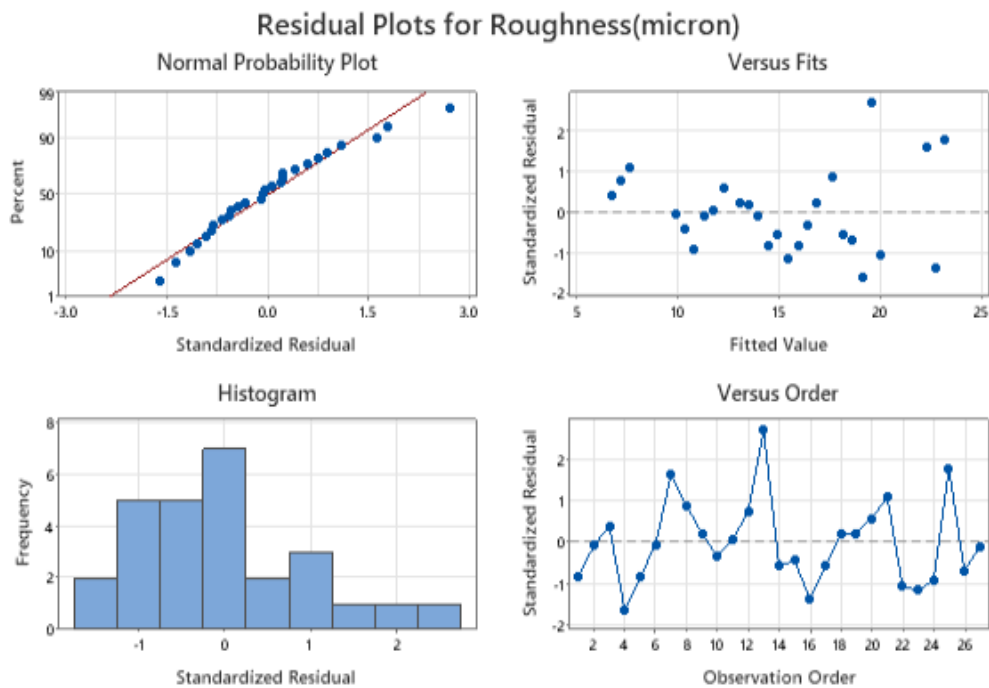 Residual Plots for Roughness(micron)
Normal Probability Plot
99
90
50
10
1
Percent
-3.0 -1.5 0.0 1.5 3.0
Standardized Residual
Versus Fits
2
1
0
-1
-2
Standardized Residual
5 10 15 20 25
Fitted Value
Histogram
8
6
4
2
0
Frequency
-1 0 1 2
Standardized Residual
Versus Order
2
1
0
-1
-2
Standardized Residual
2 4 6 8 10 12 14 16 18 20 22 24 26
Observation Order